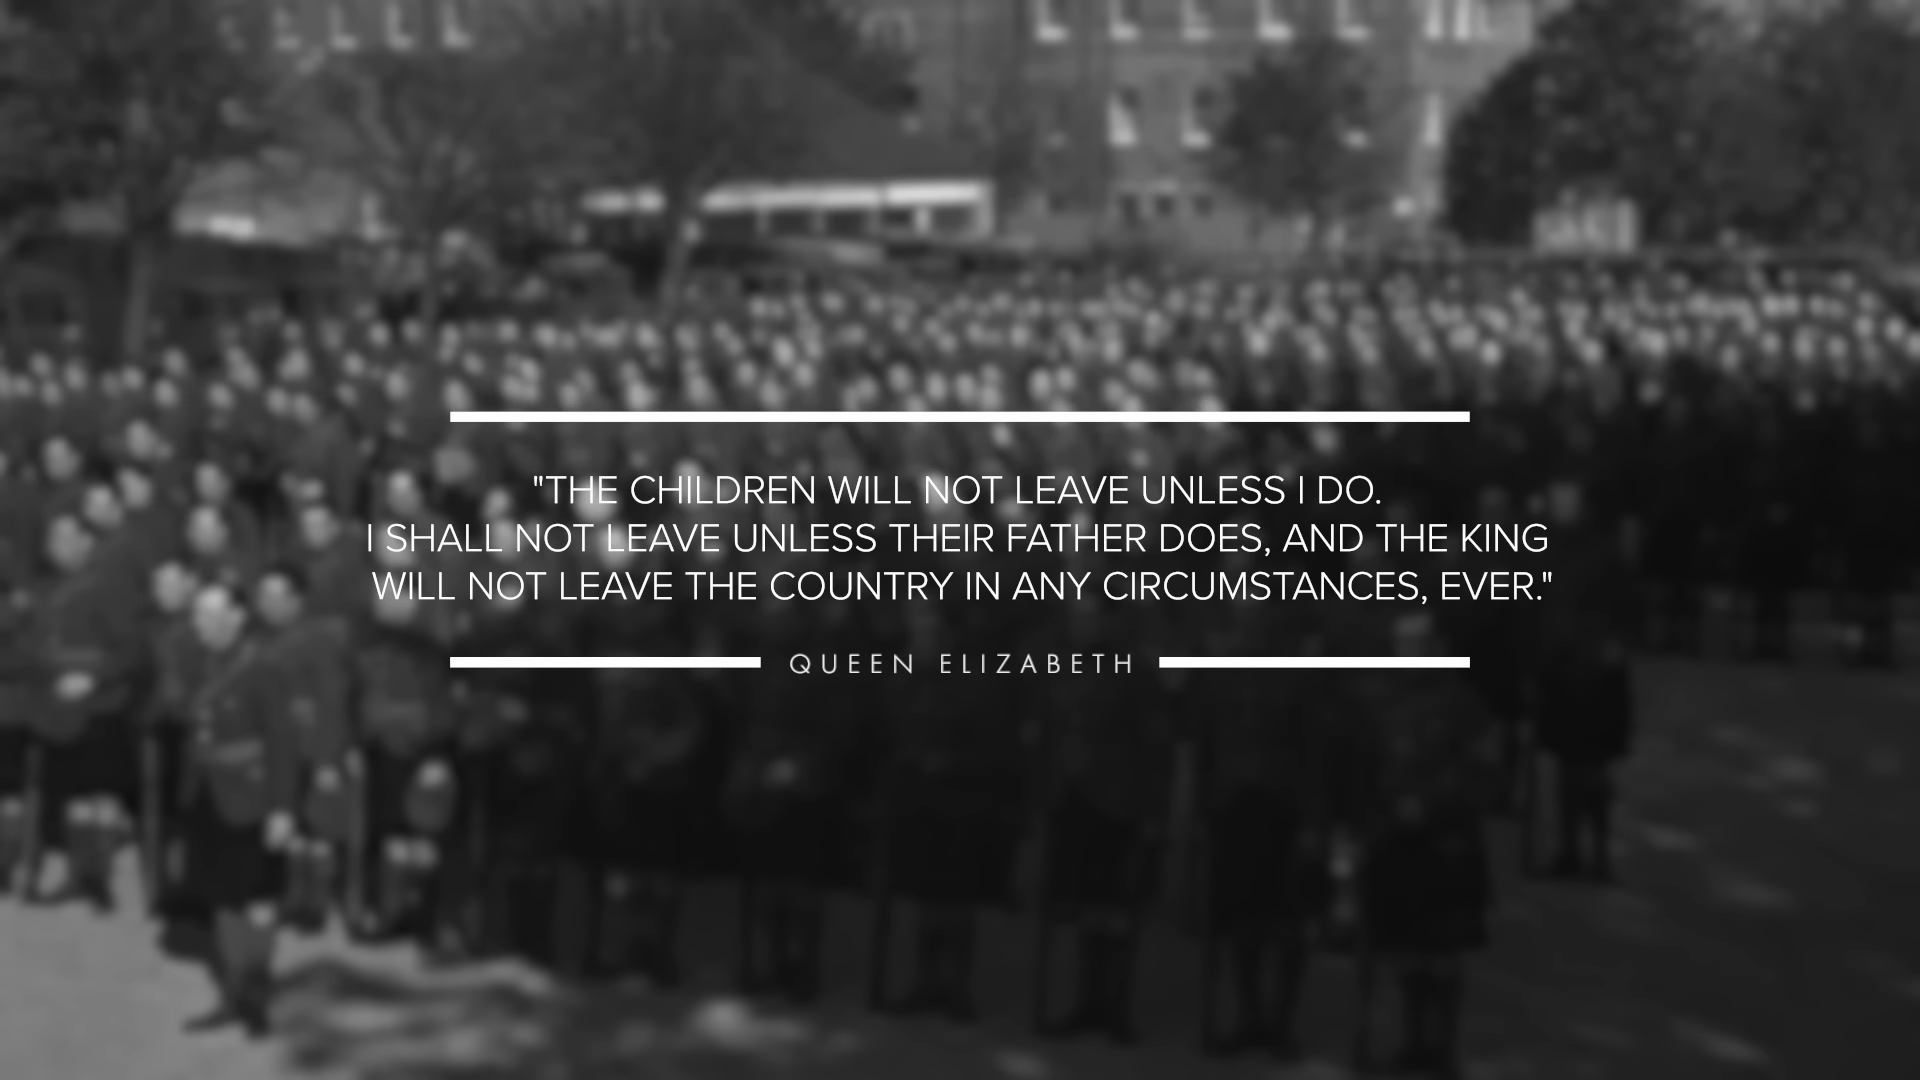 "THE CHILDREN WILL NOT LEAVE UNLESS I DO.
I SHALL NOT LEAVE UNLESS THEIR FATHER DOES, AND THE KING
WILL NOT LEAVE THE COUNTRY IN ANY CIRCUMSTANCES, EVER."
QUEEN ELIZABETH